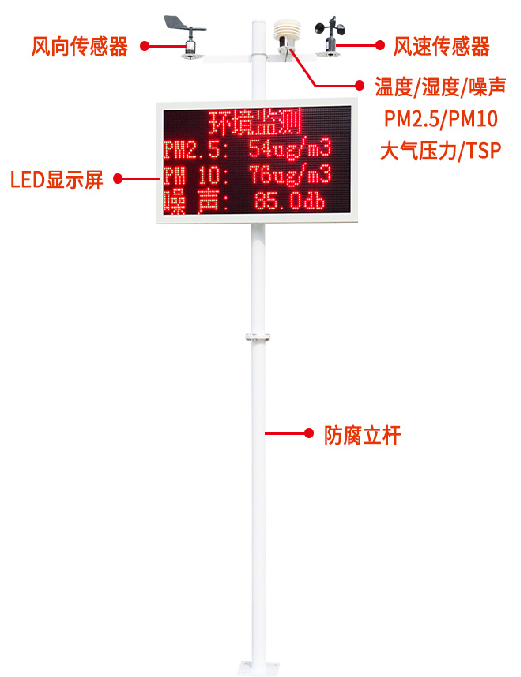 风向传感器
风速传感器
温度/湿度/噪声
PM2.5/PM10
大气压力/TSP
LED显示屏
环境监测
PM2.5: 54ug/m3
PM 10: 76ug/m3
噪 声: 85.0db
防腐立杆